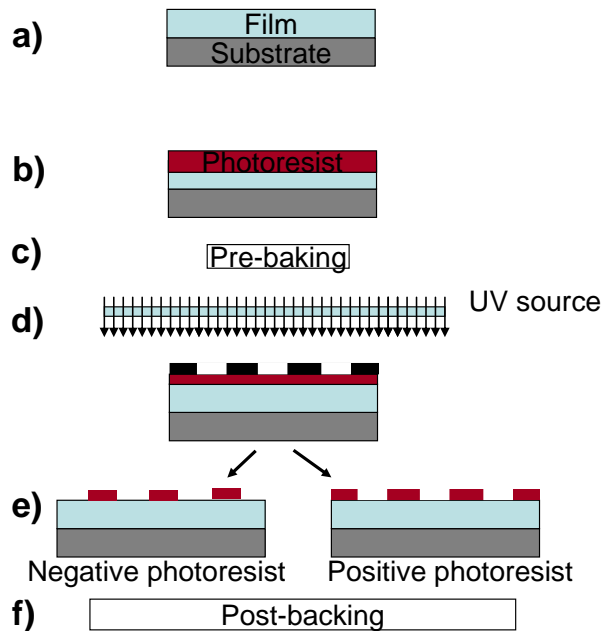 a)
Film
Substrate
b)
Photoresist
c)
Pre-baking
d)
UV source
e)
Negative photoresist
Positive photoresist
f)
Post-backing